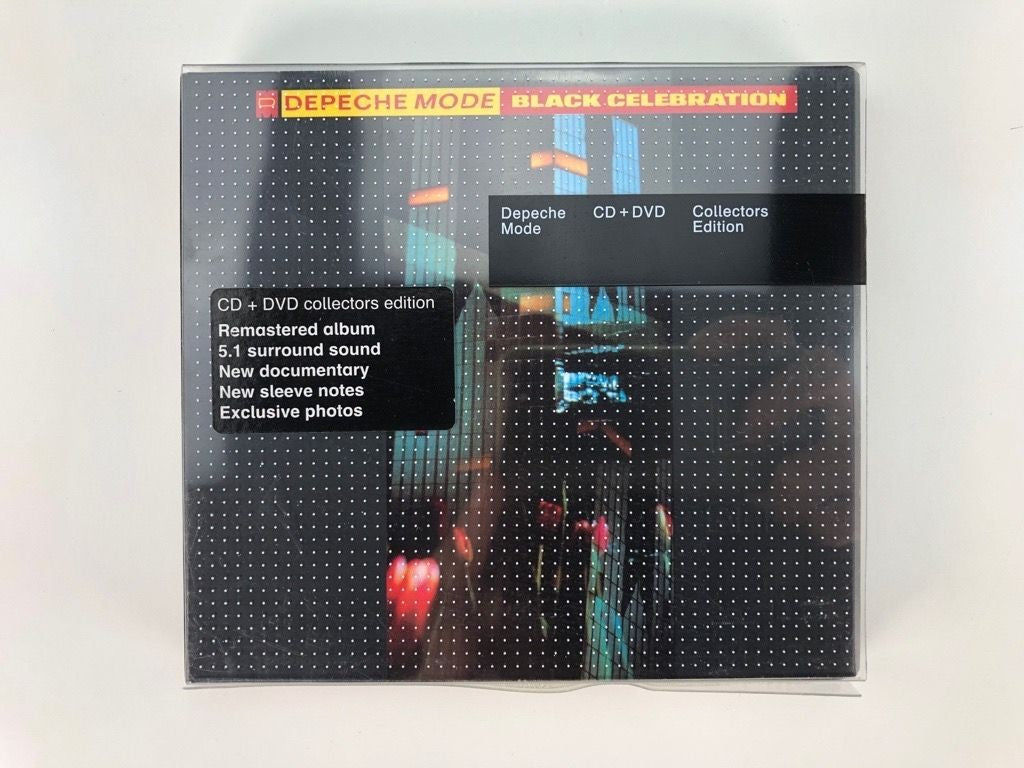 DEPECHE MODE BLACK CELEBRATION
Depeche Mode
CD + DVD
Collectors Edition
CD + DVD collectors edition
Remastered album
5.1 surround sound
New documentary
New sleeve notes
Exclusive photos